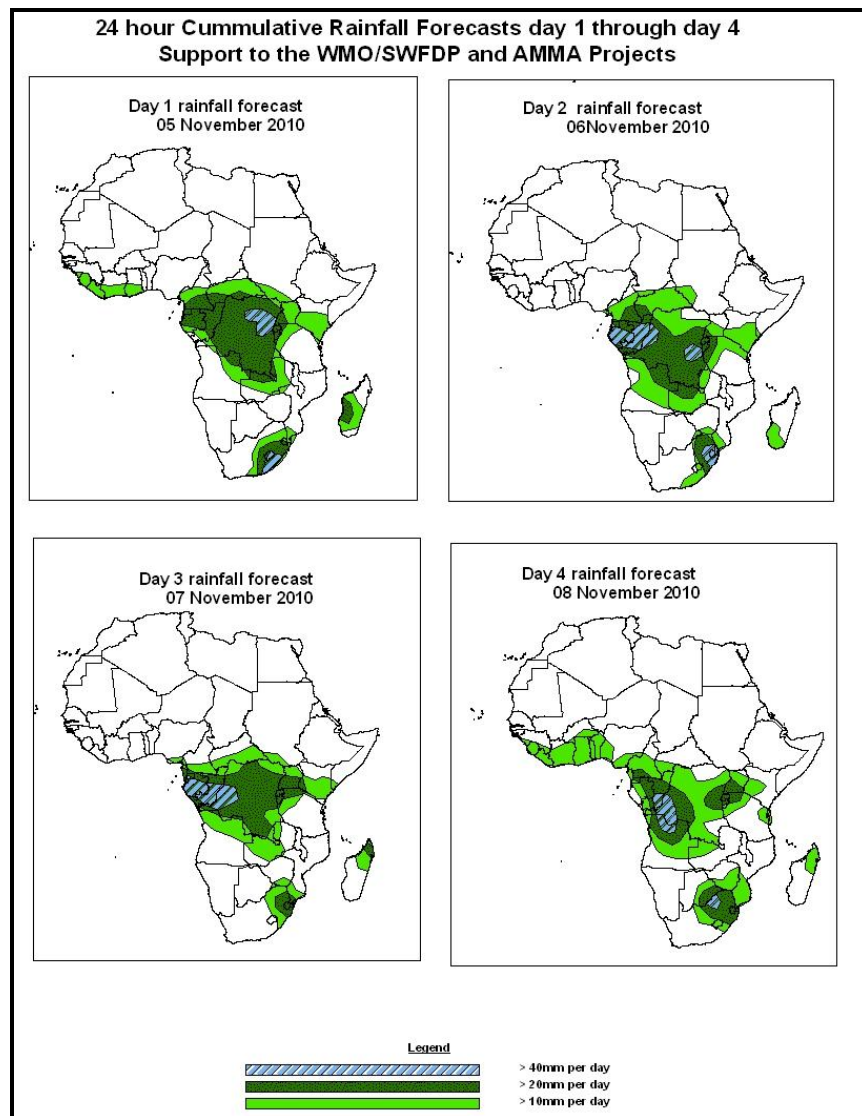 24 hour Cummulative Rainfall Forecasts day 1 through day 4
Support to the WMO/SWFDP and AMMA Projects
Day 1 rainfall forecast
05 November 2010
Day 2 rainfall forecast
06November 2010
Day 3 rainfall forecast
07 November 2010
Day 4 rainfall forecast
08 November 2010
Legend
> 40mm per day
> 20mm per day
> 10mm per day